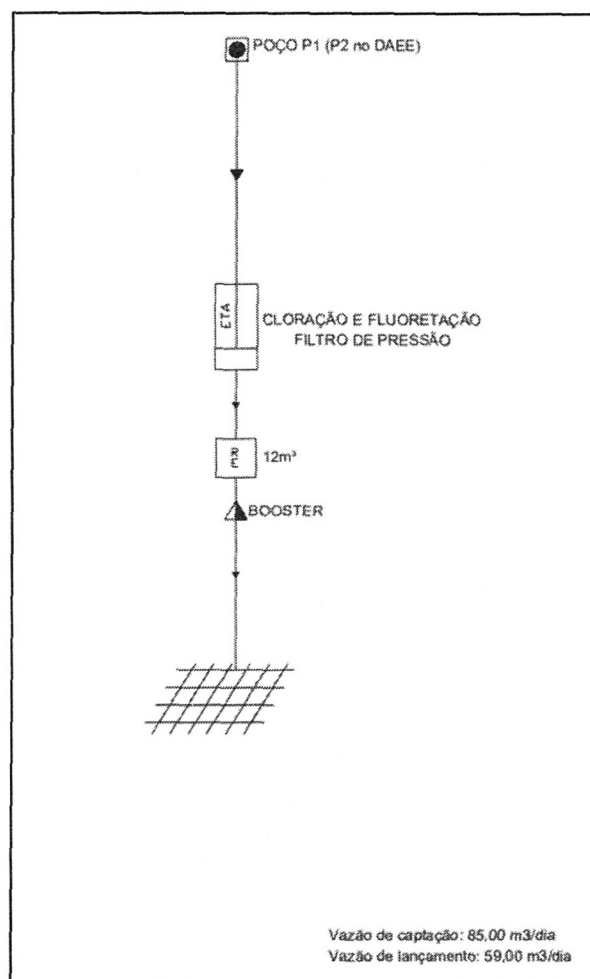 POÇO P1 (P2 no DAEE)
ETA
CLORAÇÃO E FLUORETAÇÃO
FILTRO DE PRESSÃO
RE
12m³
BOOSTER
Vazão de captação: 85,00 m3/dia
Vazão de lançamento: 59,00 m3/dia